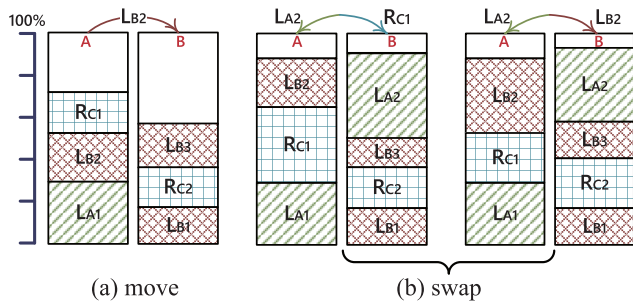 LB2
LA2
RC1
LA2
LB2
100%
A
B
A
B
A
B
RC1
LB2
LA1
LB3
RC2
LB1
LB2
RC1
LA1
LA2
LB3
RC2
LB1
LB2
RC1
LA1
LA2
LB3
RC2
LB1
(a) move
(b) swap